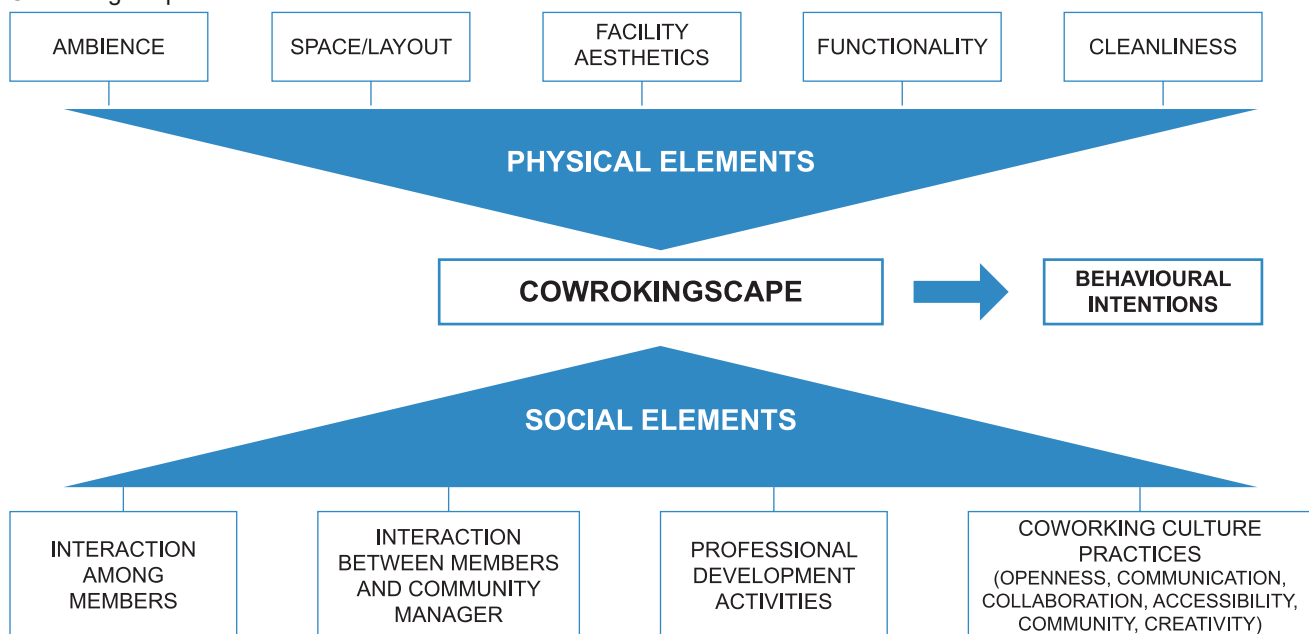 AMBIENCE
SPACE/LAYOUT
FACILITY
AESTHETICS
FUNCTIONALITY
CLEANLINESS
PHYSICAL ELEMENTS
COWROKINGSCAPE
BEHAVIOURAL
INTENTIONS
SOCIAL ELEMENTS
INTERACTION
AMONG
MEMBERS
INTERACTION
BETWEEN MEMBERS
AND COMMUNITY
MANAGER
PROFESSIONAL
DEVELOPMENT
ACTIVITIES
COWORKING CULTURE
PRACTICES
(OPENNESS, COMMUNICATION,
COLLABORATION, ACCESSIBILITY,
COMMUNITY, CREATIVITY)